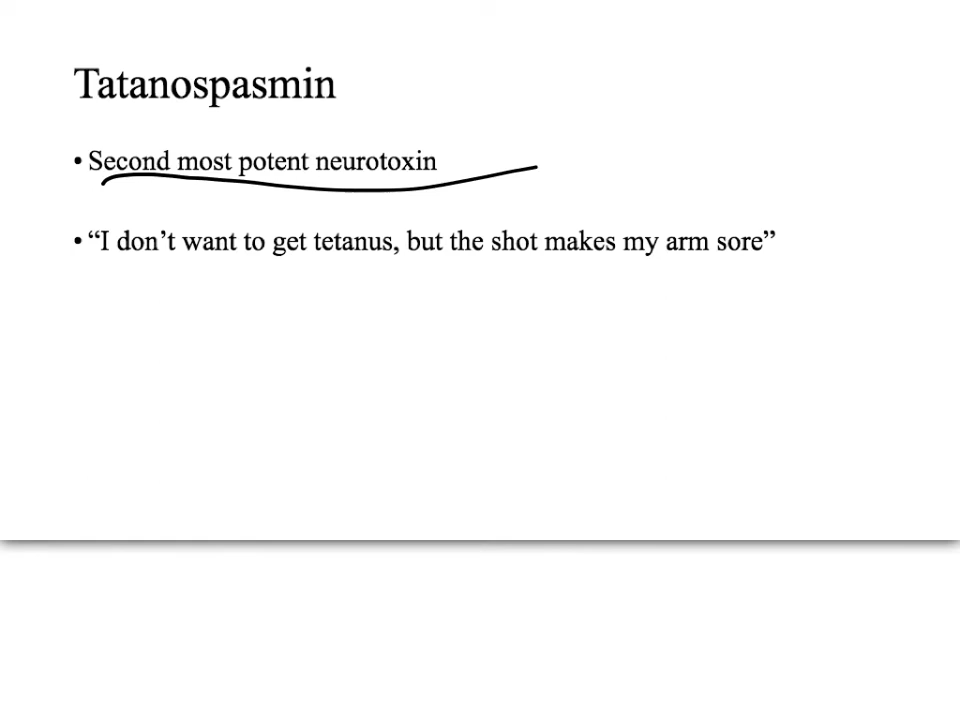 Tatanospasmin
• Second most potent neurotoxin
• “I don’t want to get tetanus, but the shot makes my arm sore”